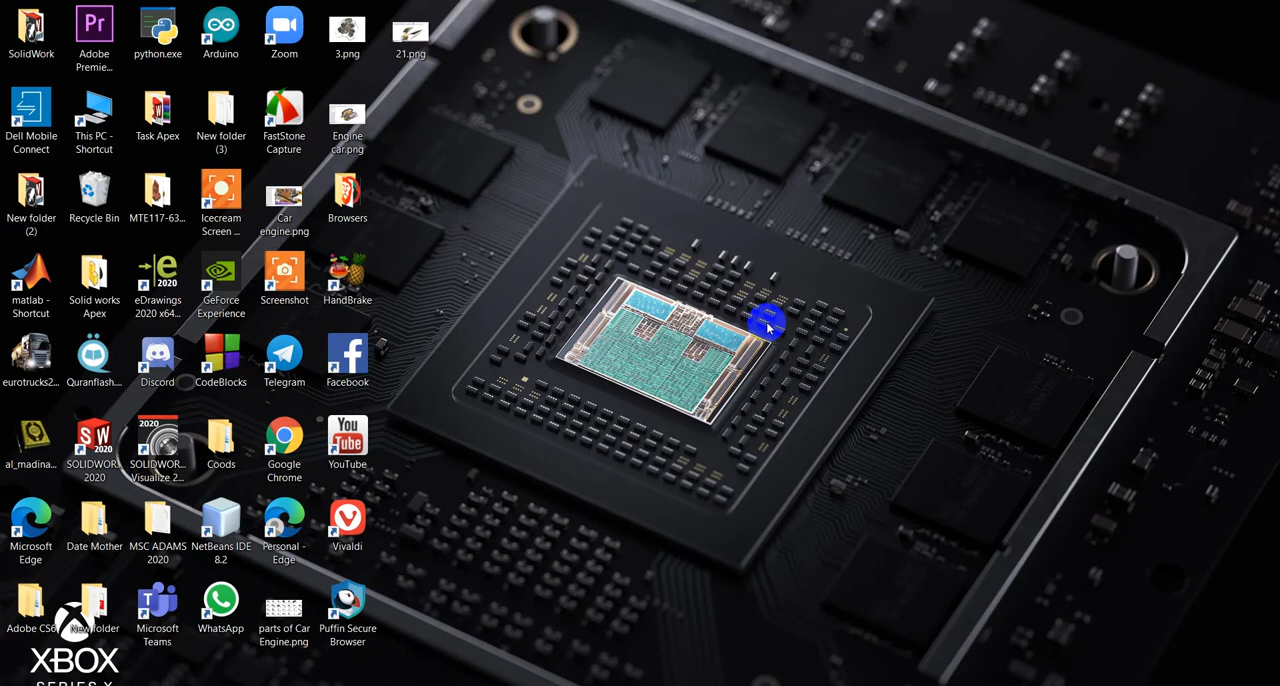 SolidWork
Adobe
Premie...
python.exe
Arduino
Zoom
3.png
21.png
Dell Mobile
Connect
This PC -
Shortcut
Task Apex
New folder
(3)
FastStone
Capture
Engine
car.png
New folder
(2)
Recycle Bin
MTE117-63...
Icecream
Screen ...
Car
engine.png
Browsers
matlab -
Shortcut
Solid works
Apex
eDrawings
2020 x64...
GeForce
Experience
Screenshot
HandBrake
eurotrucks2...
Quranflash....
Discord
CodeBlocks
Telegram
Facebook
al_madina...
SOLIDWOR...
2020
SOLIDWOR...
Visualize 2...
Coods
Google
Chrome
YouTube
Microsoft
Edge
Date Mother
MSC ADAMS
2020
NetBeans IDE
8.2
Personal -
Edge
Vivaldi
Adobe CS6
New folder
Microsoft
Teams
WhatsApp
parts of Car
Engine.png
Puffin Secure
Browser
XBOX
SERIES X